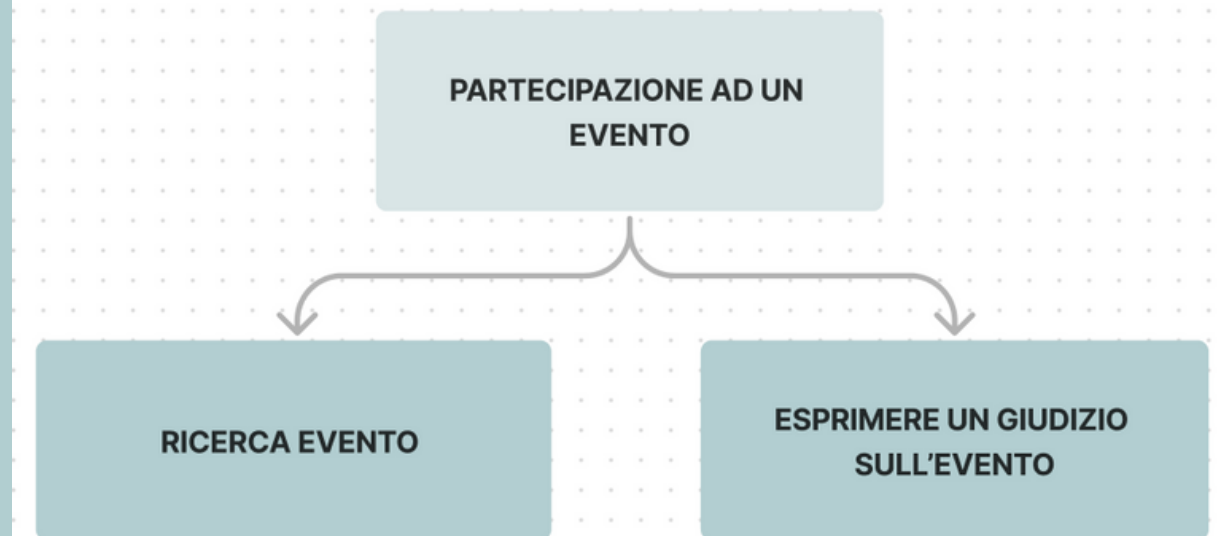 PARTECIPAZIONE AD UN
EVENTO
RICERCA EVENTO
ESPRIMERE UN GIUDIZIO
SULL'EVENTO